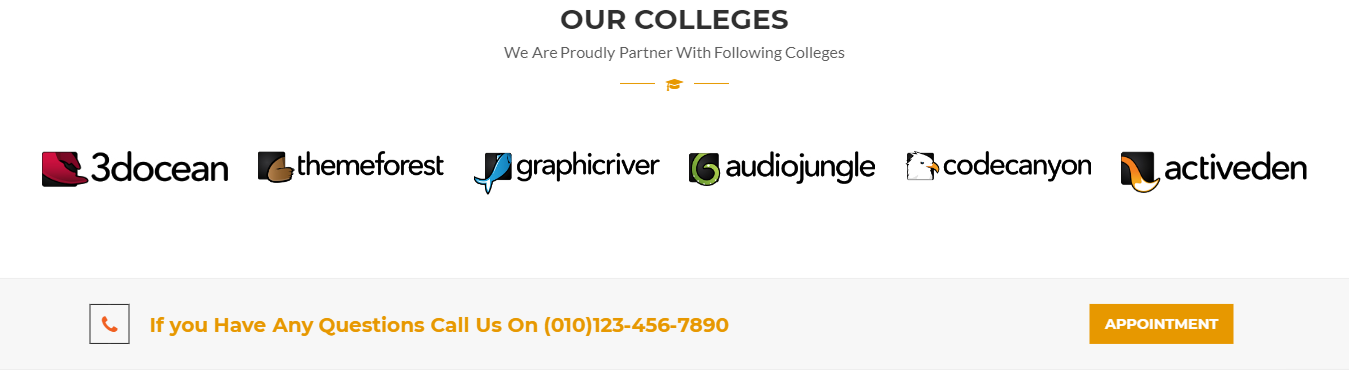 OUR COLLEGES
We Are Proudly Partner With Following Colleges
3docean themeforest graphicriver audiojungle codecanyon activeden
If you Have Any Questions Call Us On (010)123-456-7890 APPOINTMENT